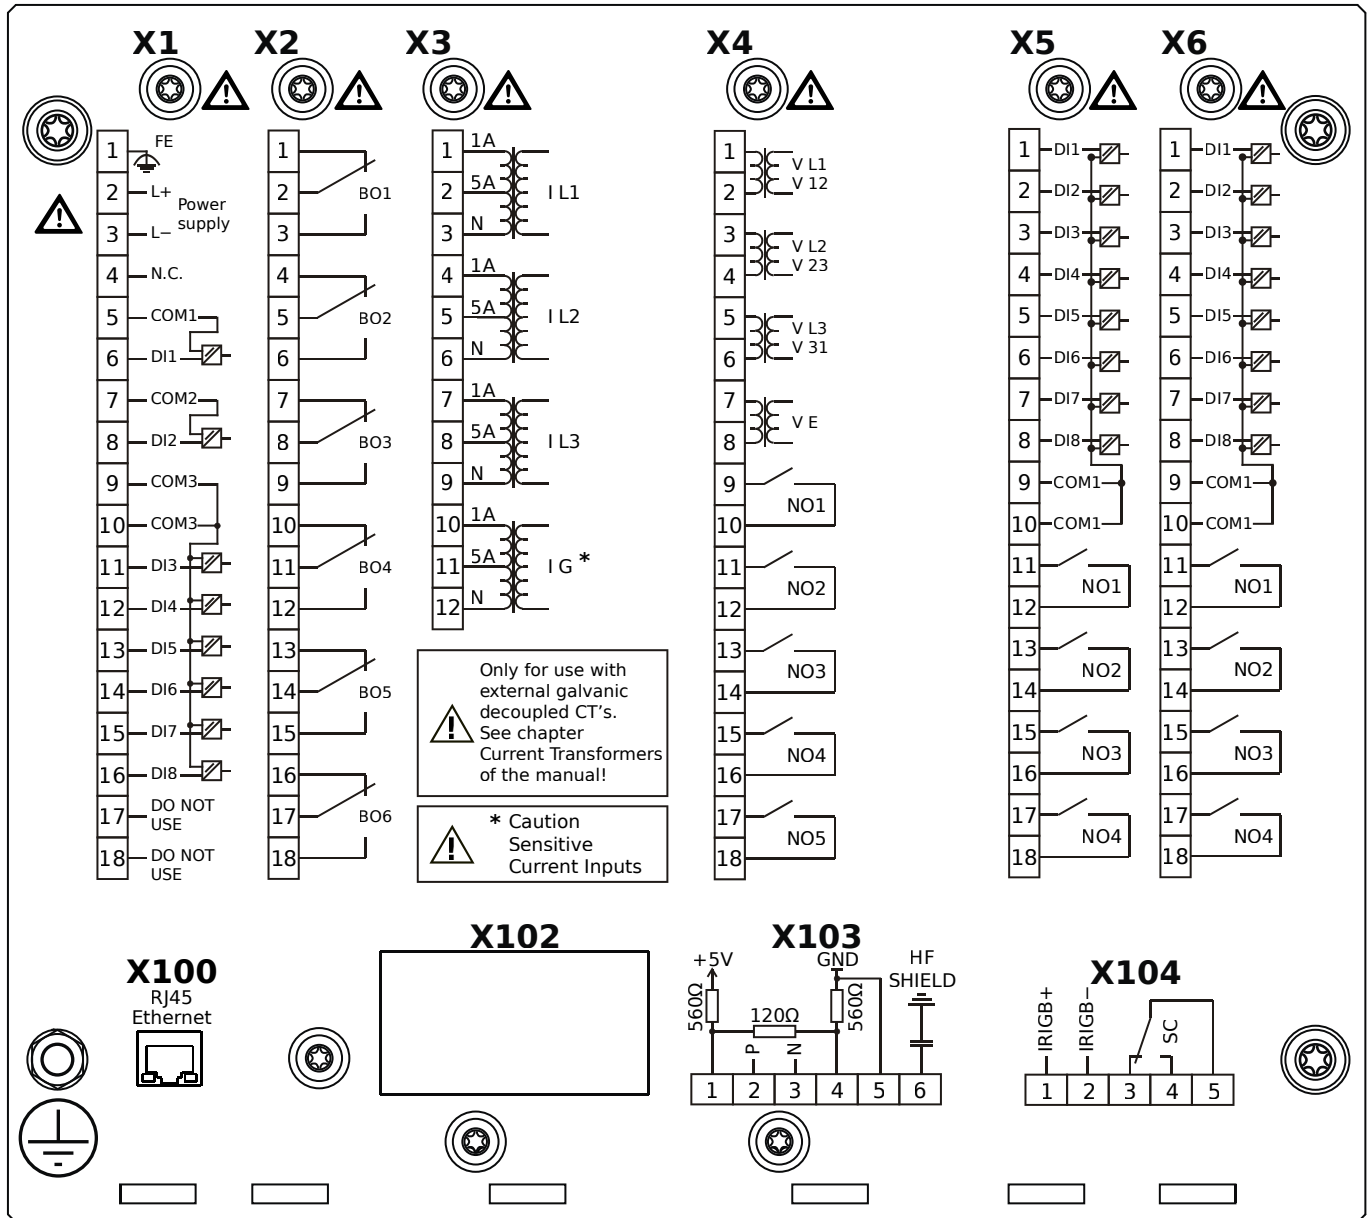 X1 X2 X3 X4 X5 X6
1 FE
2 L+ Power
supply
3 L−
4 N.C.
5 COM1
6 DI1
7 COM2
8 DI2
9 COM3
10 COM3
11 DI3
12 DI4
13 DI5
14 DI6
15 DI7
16 DI8
17 DO NOT
USE
18 DO NOT
USE
1
2 BO1
3
4
5 BO2
6
7
8 BO3
9
10
11 BO4
12
13
14 BO5
15
16
17 BO6
18
1 1A
2 5A I L1
3 N
4 1A
5 5A I L2
6 N
7 1A
8 5A I L3
9 N
10 1A
11 5A I G *
12 N
Only for use with
external galvanic
decoupled CT's.
See chapter
Current Transformers
of the manual!
* Caution
Sensitive
Current Inputs
1 V L1
2 V 12
3 V L2
4 V 23
5 V L3
6 V 31
7
V E
8
9
NO1
10
11
NO2
12
13
NO3
14
15
NO4
16
17
NO5
18
1 DI1
2 DI2
3 DI3
4 DI4
5 DI5
6 DI6
7 DI7
8 DI8
9 COM1
10 COM1
11
NO1
12
13
NO2
14
15
NO3
16
17
NO4
18
1 DI1
2 DI2
3 DI3
4 DI4
5 DI5
6 DI6
7 DI7
8 DI8
9 COM1
10 COM1
11
NO1
12
13
NO2
14
15
NO3
16
17
NO4
18
X100
RJ45
Ethernet
X102
X103
+5V GND HF
SHIELD
560Ω 120Ω 560Ω
P N
1 2 3 4 5 6
X104
IRIGB+ IRIGB− SC
1 2 3 4 5